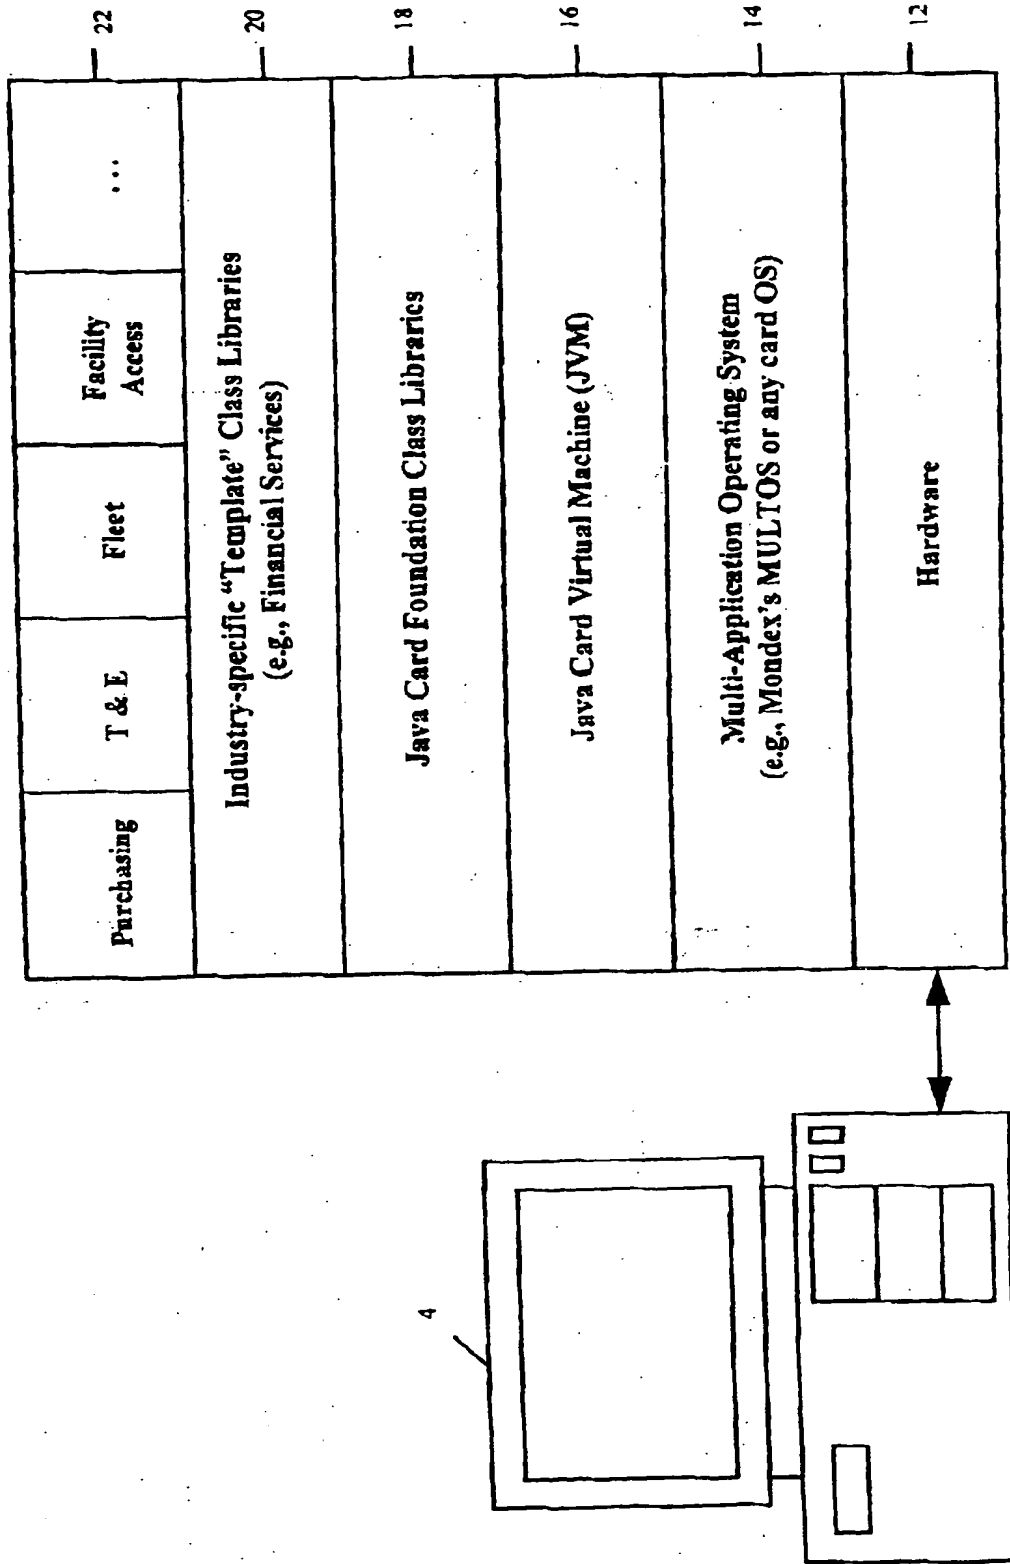 4
Purchasing
T & E
Fleet
Facility
Access
...
22
Industry-specific “Template” Class Libraries
(e.g., Financial Services)
20
Java Card Foundation Class Libraries
18
Java Card Virtual Machine (JVM)
16
Multi-Application Operating System
(e.g., Mondex's MULTOS or any card OS)
14
Hardware
12